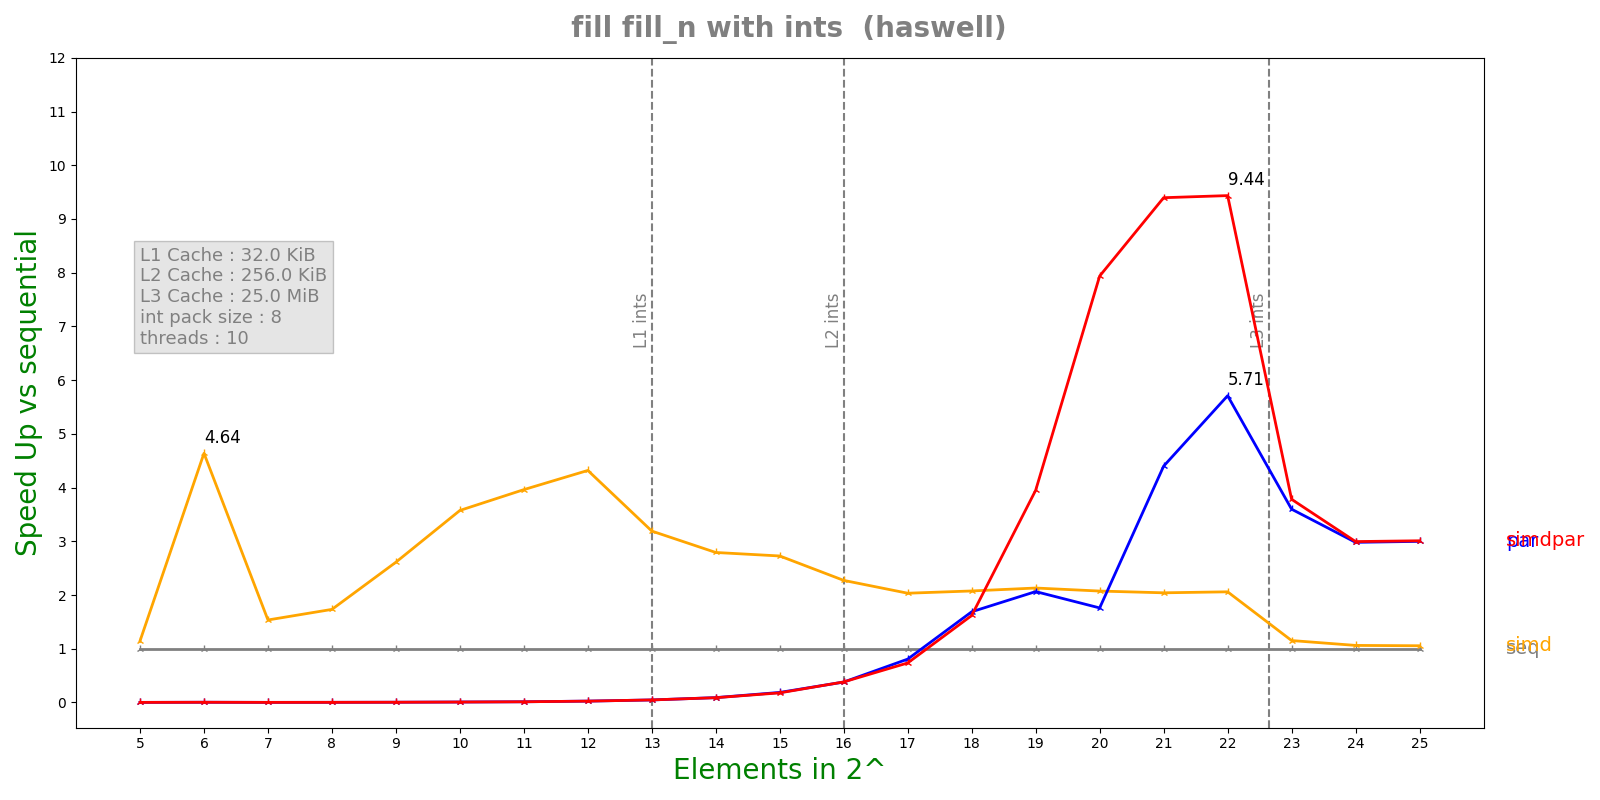 fill fill_n with ints  (haswell)
Speed Up vs sequential
12
11
10
9
8
7
6
5
4
3
2
1
0
L1 Cache : 32.0 KiB
L2 Cache : 256.0 KiB
L3 Cache : 25.0 MiB
int pack size : 8
threads : 10
4.64
9.44
5.71
L1 ints
L2 ints
L3 ints
simdpar
par
simd
seq
5 6 7 8 9 10 11 12 13 14 15 16 17 18 19 20 21 22 23 24 25
Elements in 2^